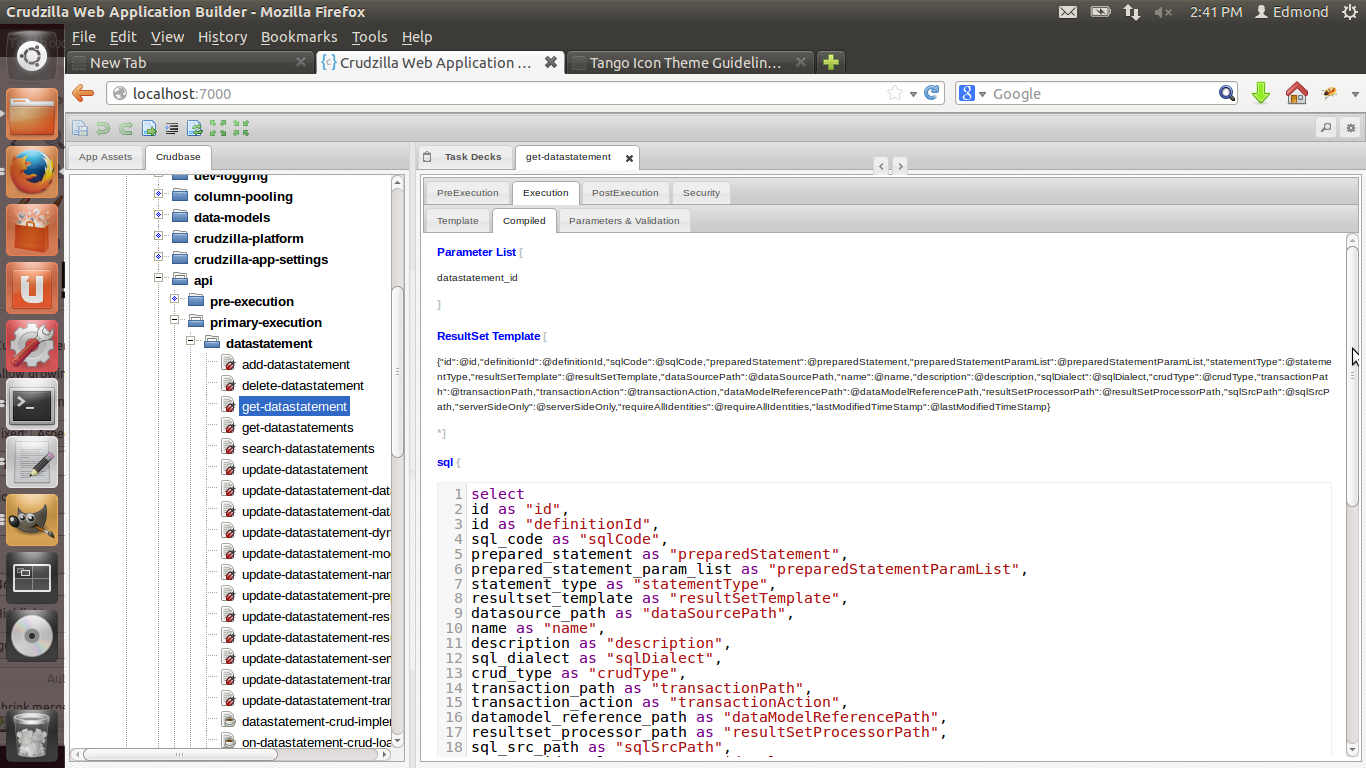 Crudzilla Web Application Builder - Mozilla Firefox
2:41 PM Edmond
File Edit View History Bookmarks Tools Help
New Tab
{c} Crudzilla Web Application ...
Tango Icon Theme Guidelin...
localhost:7000
Google
App Assets
Crudbase
dev-logging
column-pooling
data-models
crudzilla-platform
crudzilla-app-settings
api
pre-execution
primary-execution
datastatement
add-datastatement
delete-datastatement
get-datastatement
get-datastatements
search-datastatements
update-datastatement
update-datastatement-dat
update-datastatement-dat
update-datastatement-dyn
update-datastatement-mo
update-datastatement-nar
update-datastatement-pre
update-datastatement-res
update-datastatement-res
update-datastatement-ser
update-datastatement-tran
update-datastatement-tran
datastatement-crud-imple
on-datastatement-crud-loa
Task Decks
get-datastatement
PreExecution
Execution
PostExecution
Security
Template
Compiled
Parameters & Validation
Parameter List [
datastatement_id
]
ResultSet Template [
{"id":@id,"definitionId":@definitionId,"sqlCode":@sqlCode,"preparedStatement":@preparedStatement,"preparedStatementParamList":@preparedStatementParamList,"statementType":@stateme
ntType,"resultSetTemplate":@resultSetTemplate,"dataSourcePath":@dataSourcePath,"name":@name,"description":@description,"sqlDialect":@sqlDialect,"crudType":@crudType,"transactionPat
h":@transactionPath,"transactionAction":@transactionAction,"dataModelReferencePath":@dataModelReferencePath,"resultSetProcessorPath":@resultSetProcessorPath,"sqlSrcPath":@sqlSrcP
ath,"serverSideOnly":@serverSideOnly,"requireAllIdentities":@requireAllIdentities,"lastModifiedTimeStamp":@lastModifiedTimeStamp}
*]
sql {
1 select
2 id as "id",
3 id as "definitionId",
4 sql_code as "sqlCode",
5 prepared_statement as "preparedStatement",
6 prepared_statement_param_list as "preparedStatementParamList",
7 statement_type as "statementType",
8 resultset_template as "resultSetTemplate",
9 datasource_path as "dataSourcePath",
10 name as "name",
11 description as "description",
12 sql_dialect as "sqlDialect",
13 crud_type as "crudType",
14 transaction_path as "transactionPath",
15 transaction_action as "transactionAction",
16 datamodel_reference_path as "dataModelReferencePath",
17 resultset_processor_path as "resultSetProcessorPath",
18 sql_src_path as "sqlSrcPath",